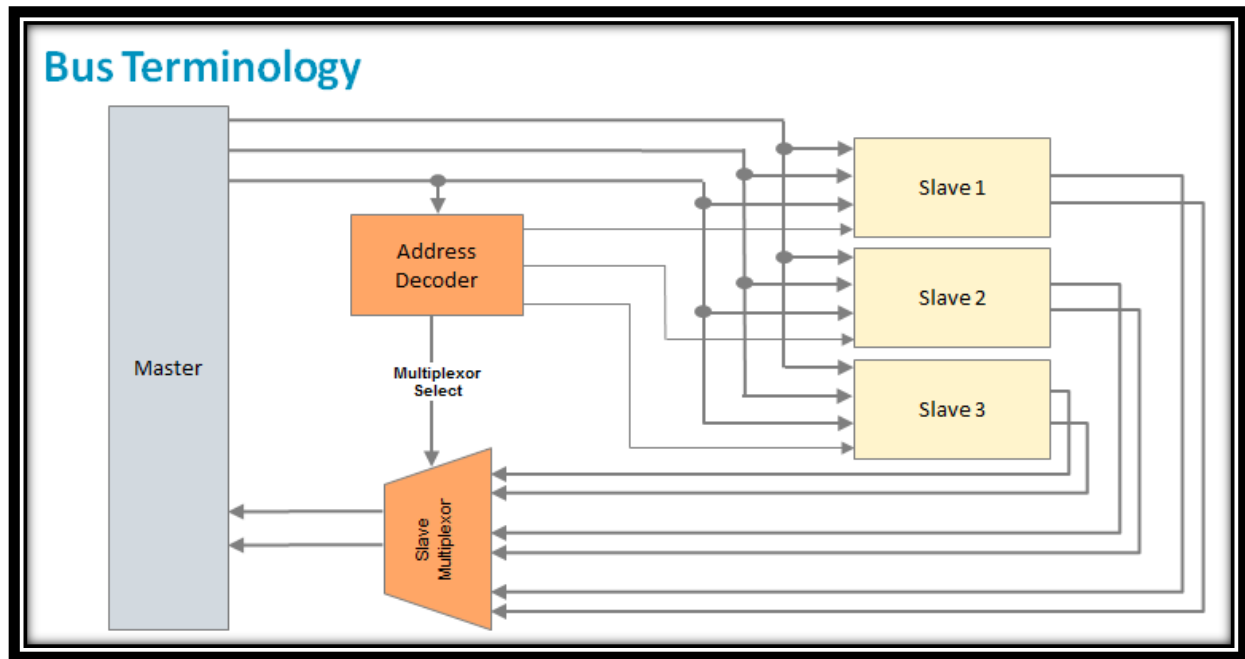 Bus Terminology
Master
Address
Decoder
Multiplexor
Select
Slave
Multiplexor
Slave 1
Slave 2
Slave 3